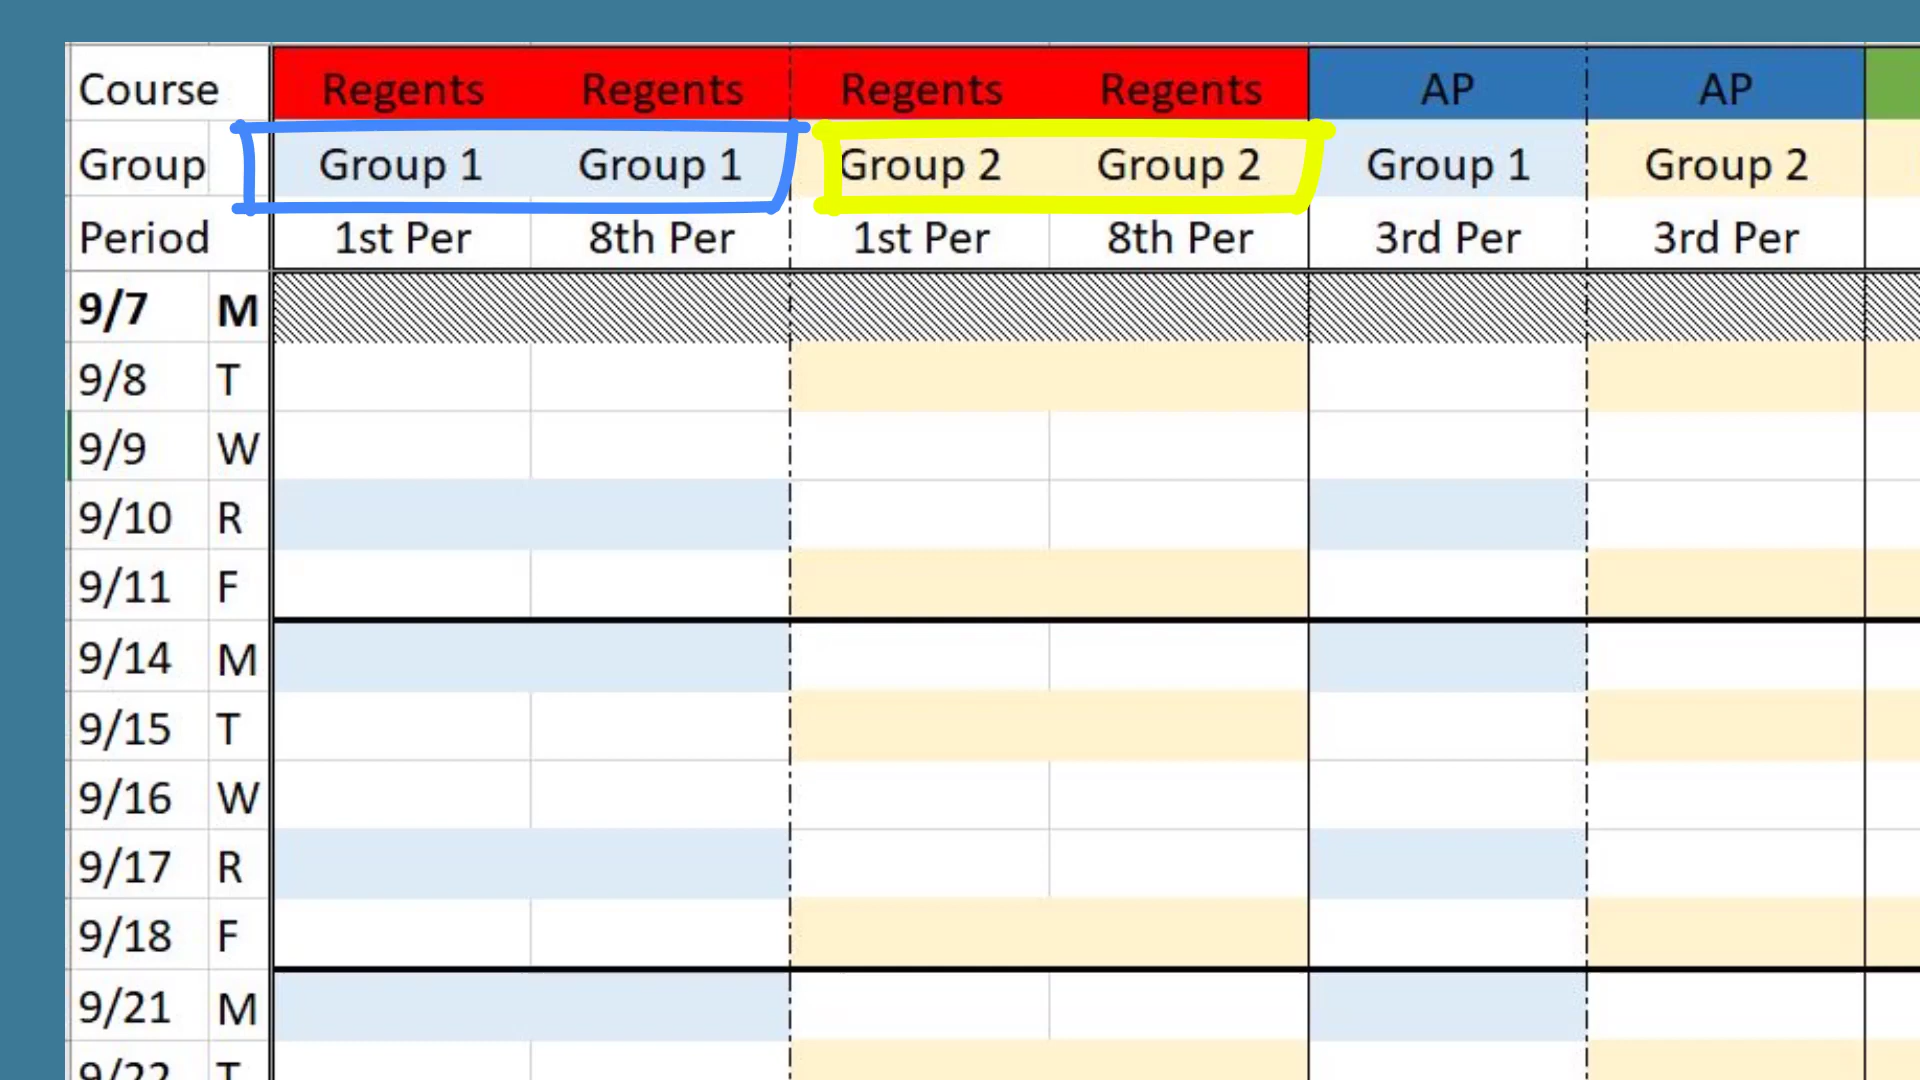 Course Regents Regents Regents Regents AP AP
Group Group 1 Group 1 Group 2 Group 2 Group 1 Group 2
Period 1st Per 8th Per 1st Per 8th Per 3rd Per 3rd Per
9/7 M
9/8 T
9/9 W
9/10 R
9/11 F
9/14 M
9/15 T
9/16 W
9/17 R
9/18 F
9/21 M
9/22 T